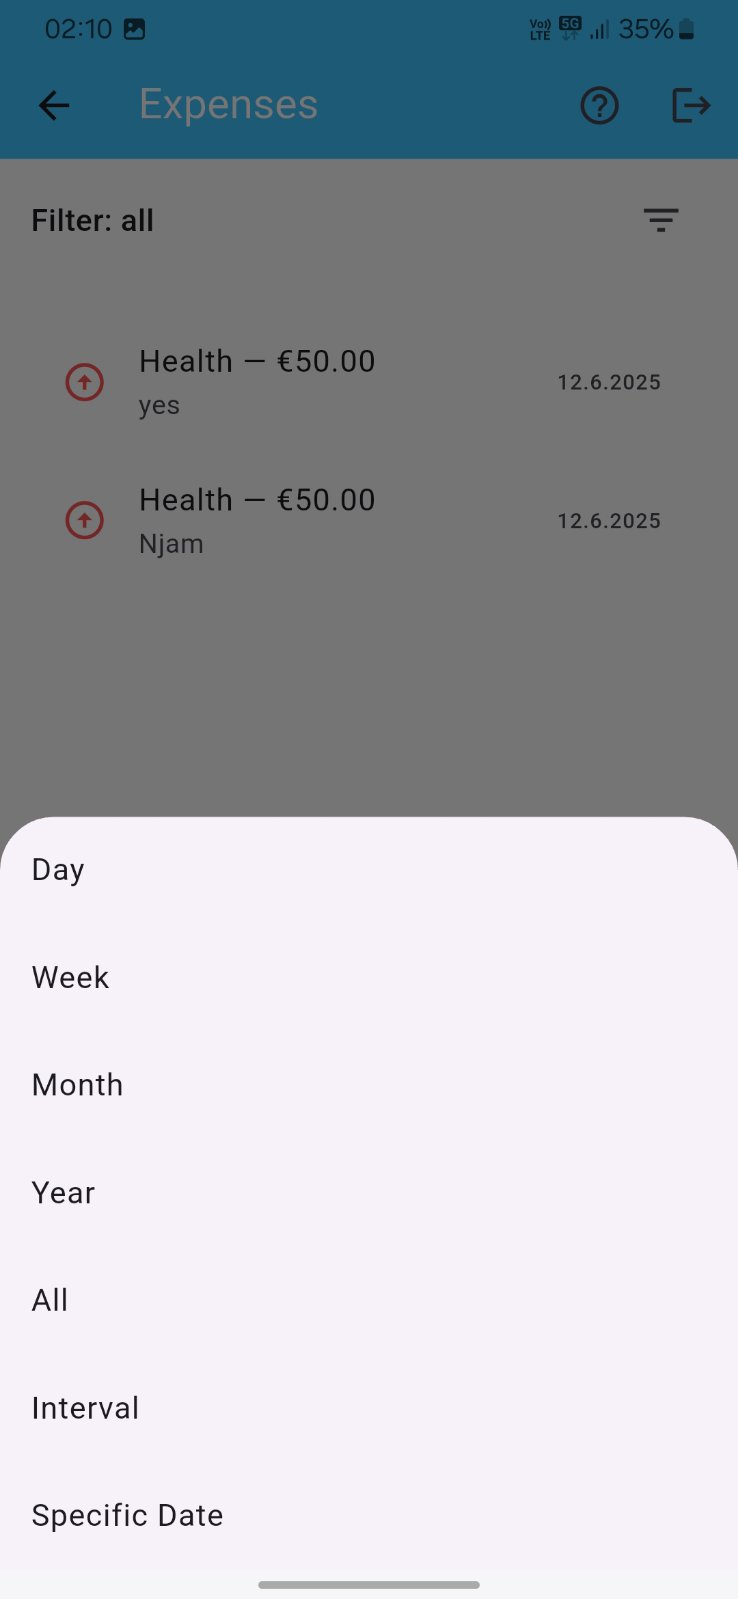 02:10 Vo)) LTE 5G 35%
Expenses
Filter: all
Health — €50.00
yes
12.6.2025
Health — €50.00
Njam
12.6.2025
Day
Week
Month
Year
All
Interval
Specific Date